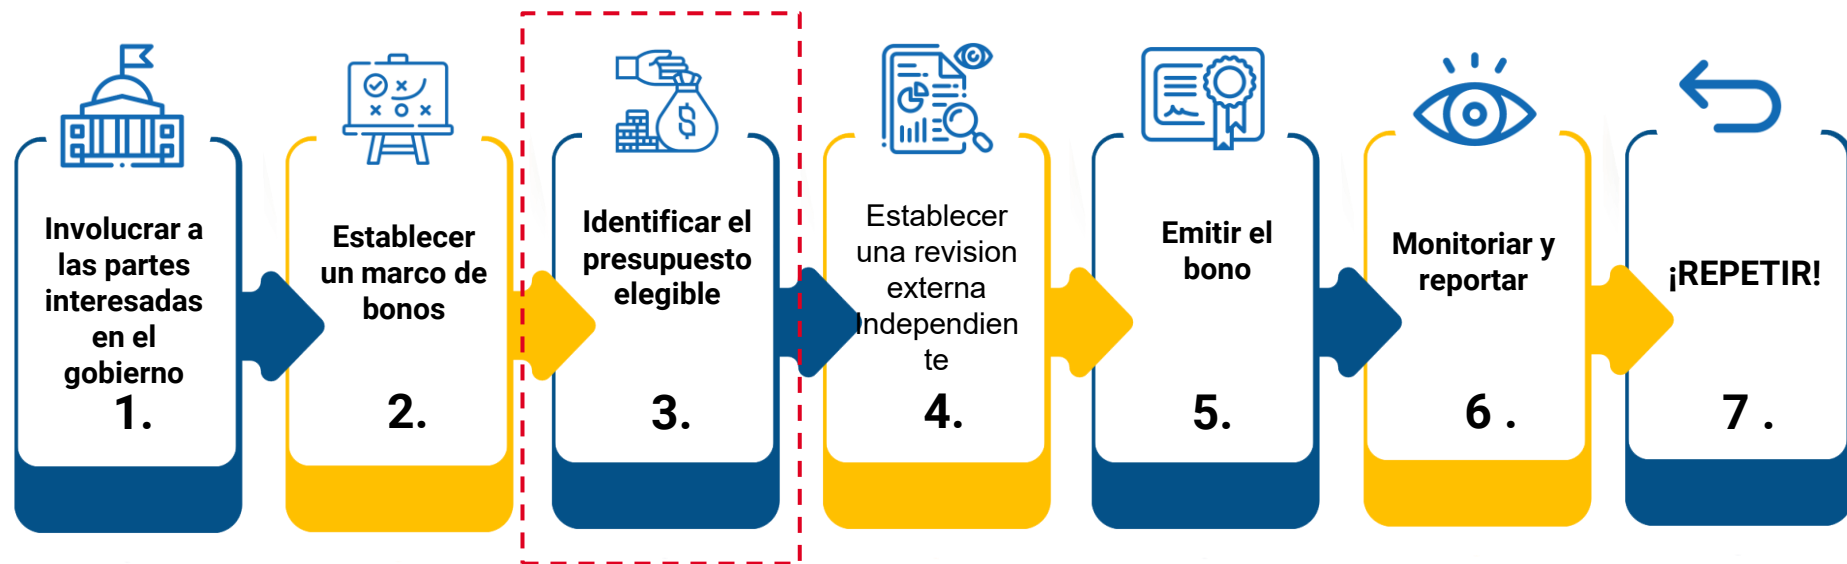 Involucrar a
las partes
interesadas
en el
gobierno
1.
Establecer
un marco de
bonos
2.
Identificar el
presupuesto
elegible
3.
Establecer
una revision
externa
Independien
te
4.
Emitir el
bono
5.
Monitoriar y
reportar
6 .
¡REPETIR!
7 .